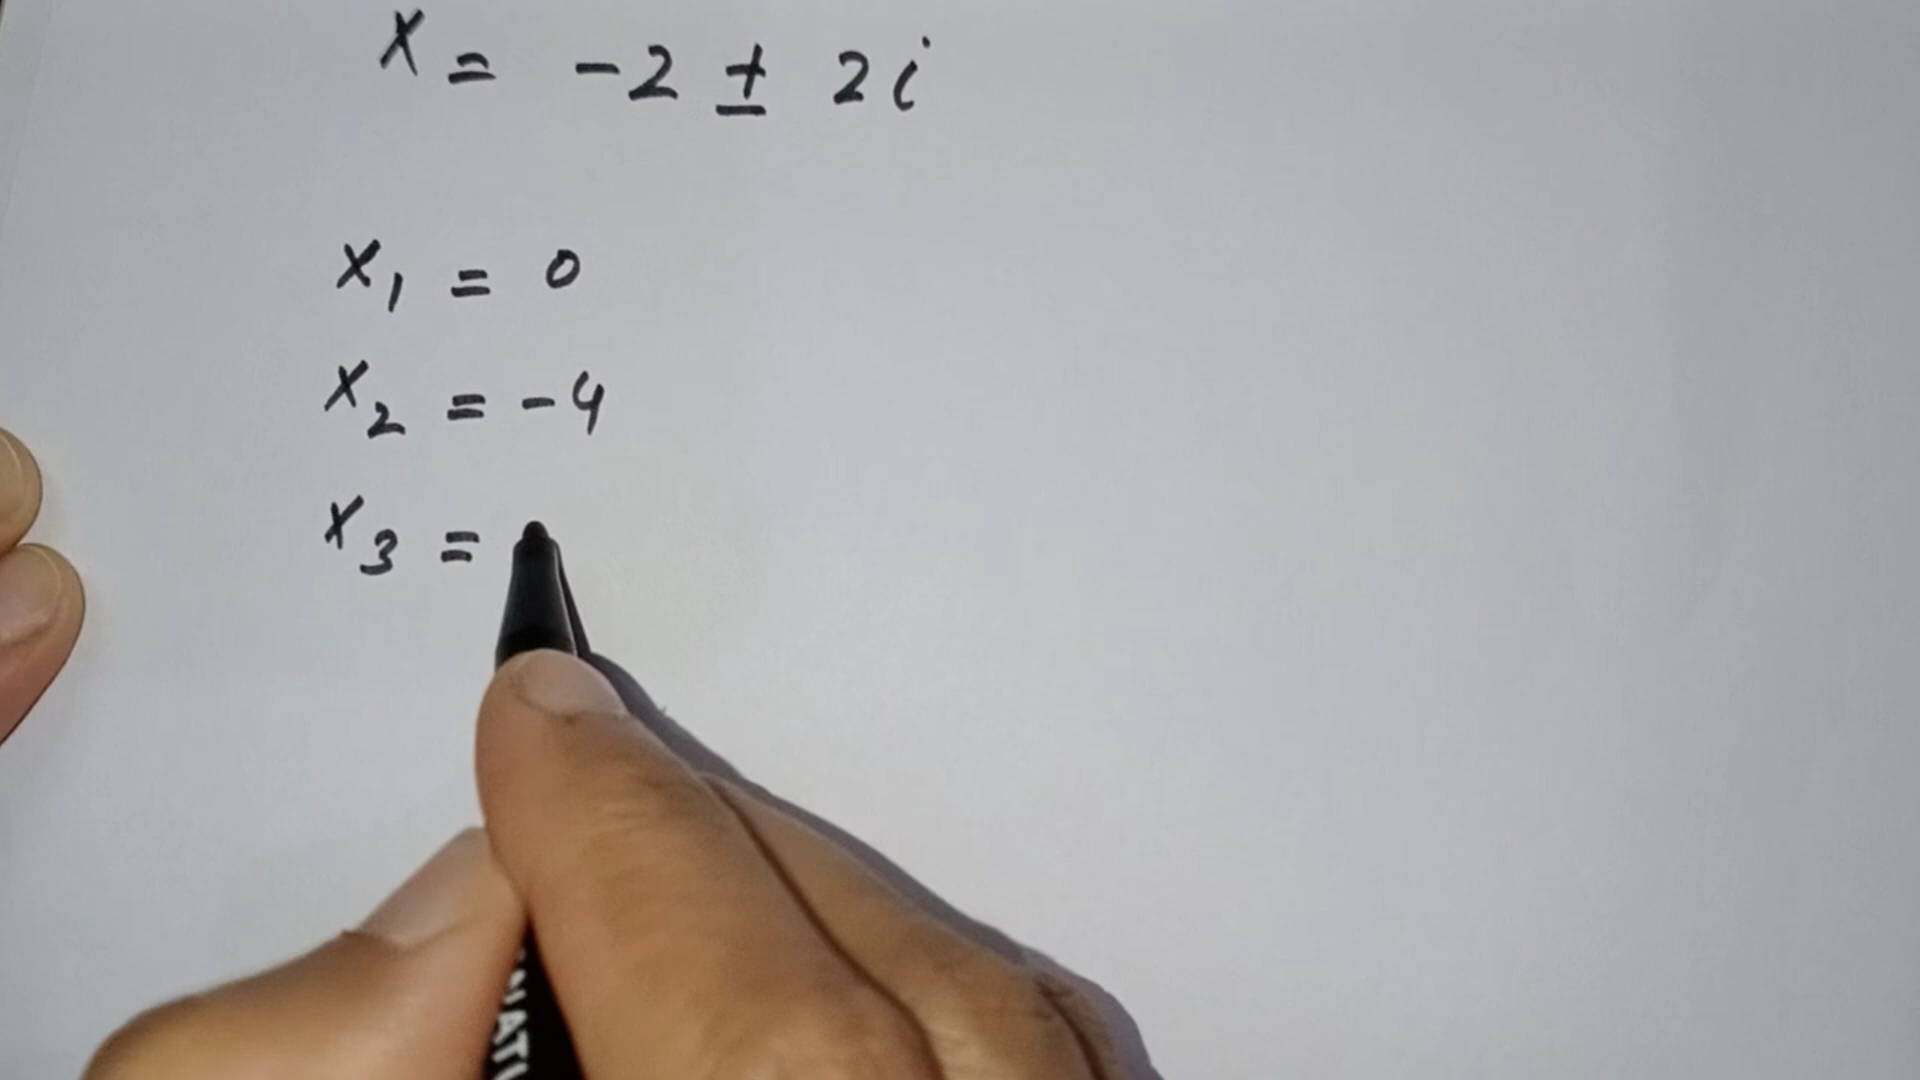 x = -2 ± 2i
x₁ = 0
x₂ = -4
x₃ =